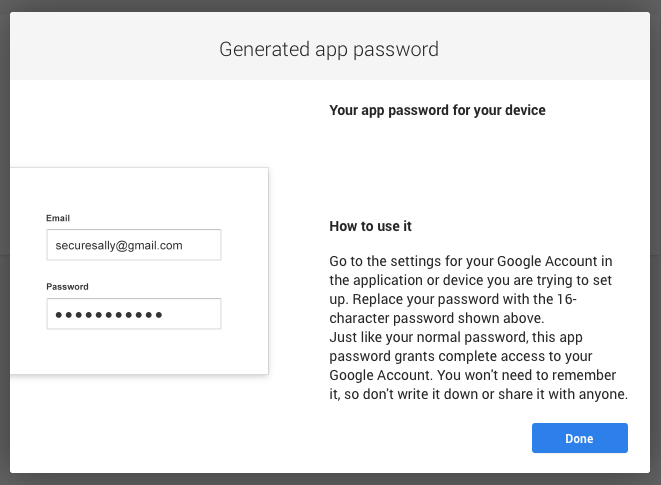 Generated app password
Your app password for your device
Email
securesally@gmail.com
Password
●●●●●●●●●●●
How to use it
Go to the settings for your Google Account in
the application or device you are trying to set
up. Replace your password with the 16-
character password shown above.
Just like your normal password, this app
password grants complete access to your
Google Account. You won't need to remember
it, so don't write it down or share it with anyone.
Done